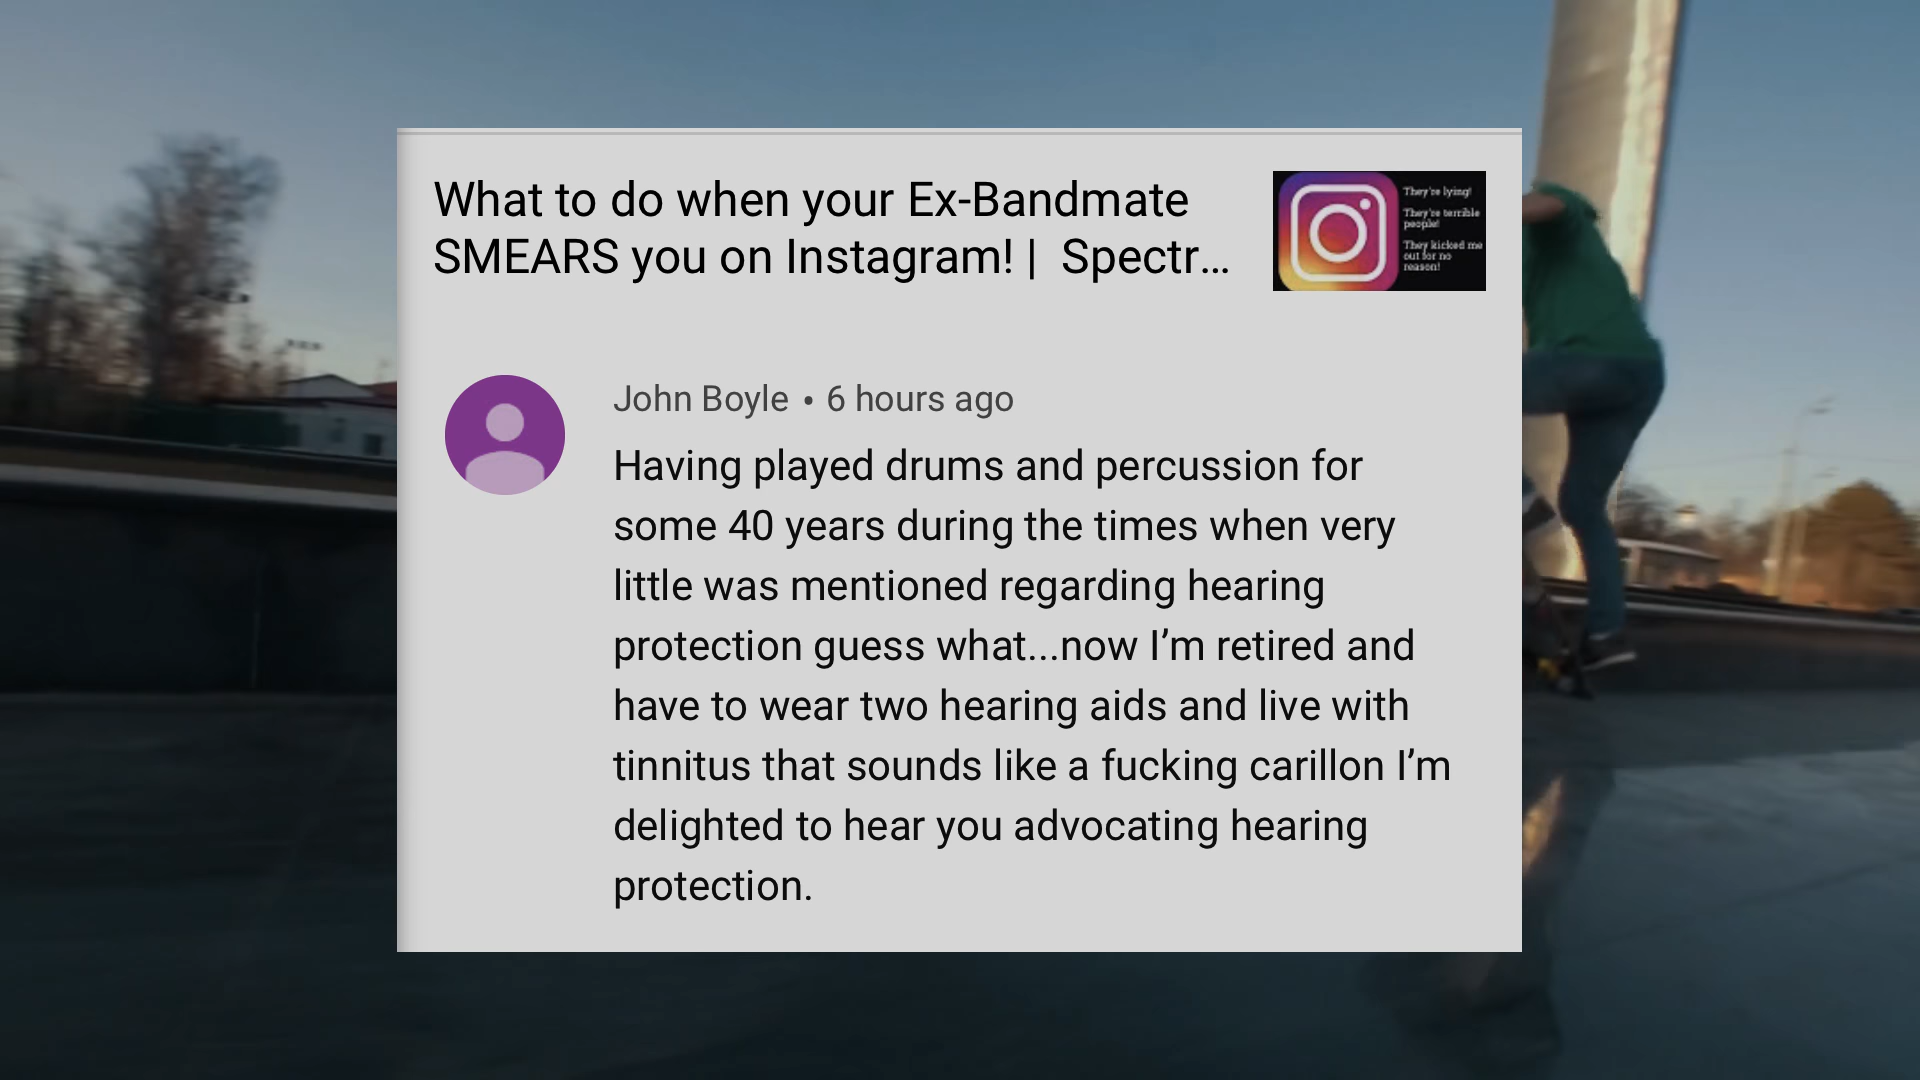 What to do when your Ex-Bandmate
SMEARS you on Instagram! | Spectr...
They're lying!
They're terrible
people!
They kicked me
out for no
reason!
John Boyle • 6 hours ago
Having played drums and percussion for
some 40 years during the times when very
little was mentioned regarding hearing
protection guess what...now I’m retired and
have to wear two hearing aids and live with
tinnitus that sounds like a fucking carillon I’m
delighted to hear you advocating hearing
protection.